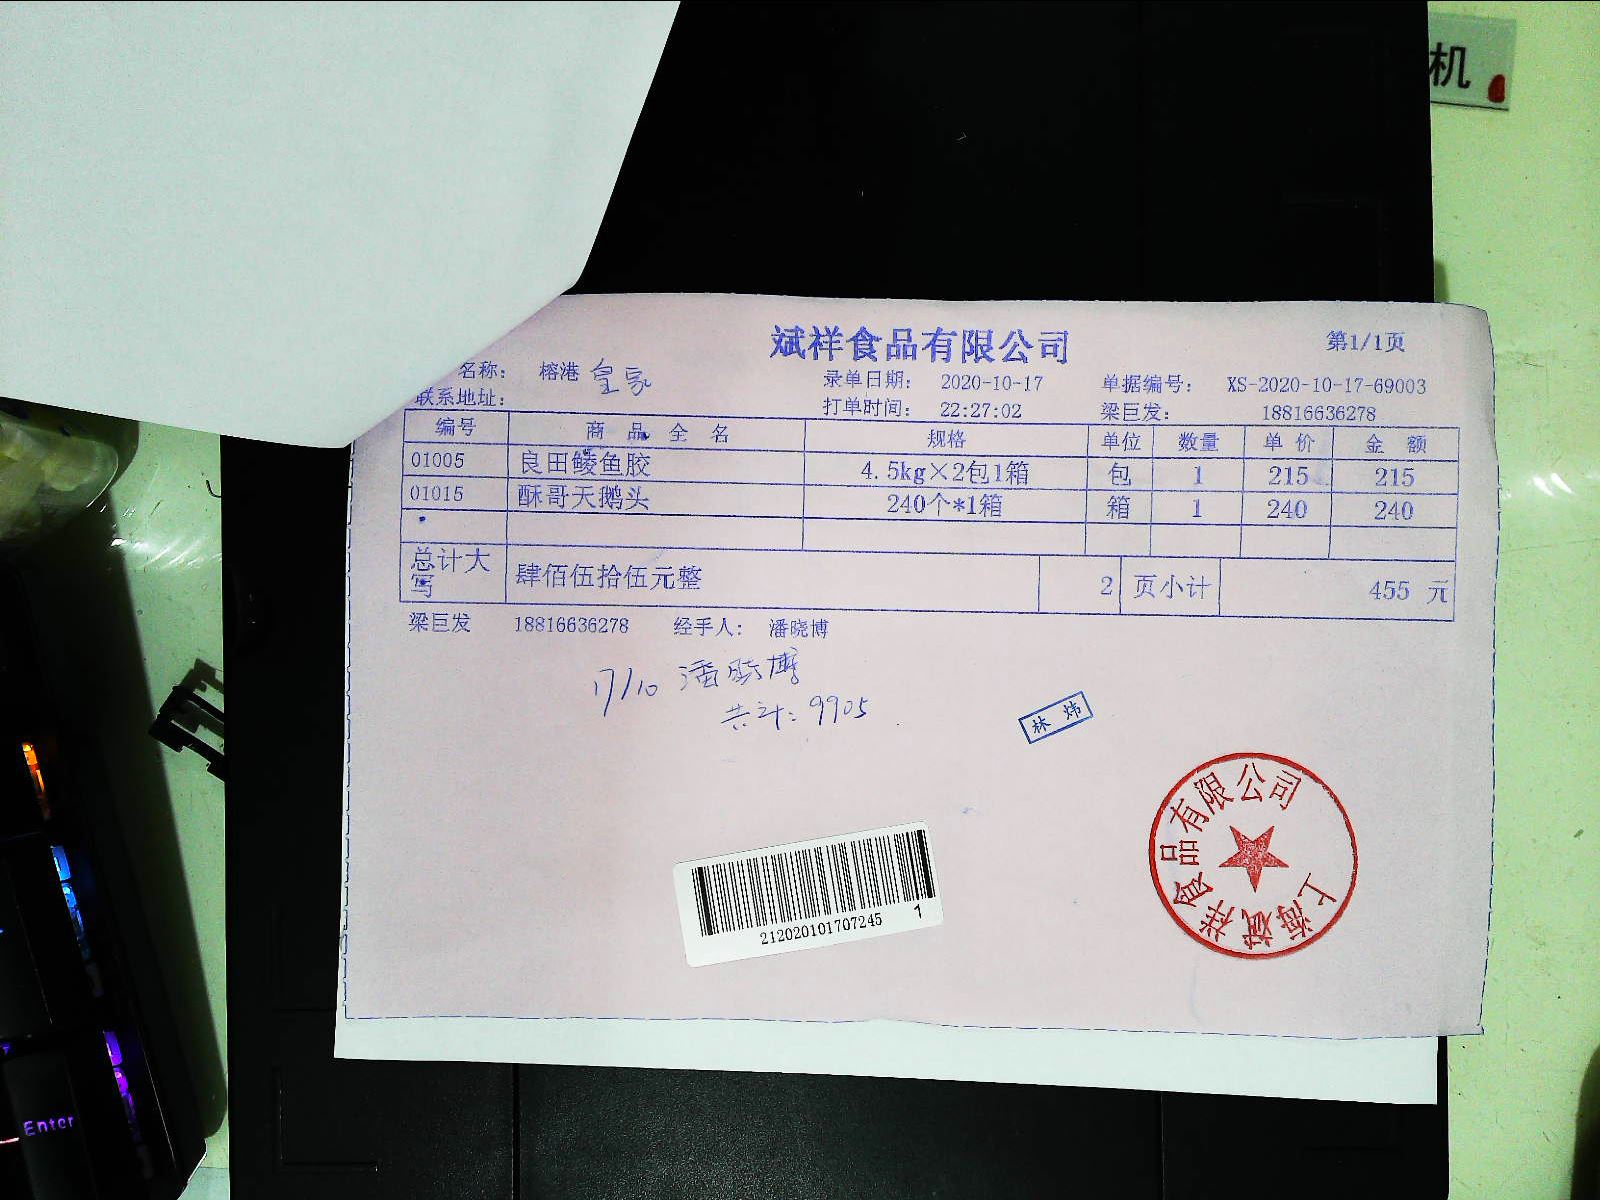 机
斌祥食品有限公司
第1/1页
名称: 榕港 皇家
录单日期: 2020-10-17
单据编号: XS-2020-10-17-69003
联系地址:
打单时间: 22:27:02
梁巨发: 18816636278
编号 商品全名 规格 单位 数量 单价 金额
01005 良田鲮鱼胶 4.5kg×2包1箱 包 1 215 215
01015 酥哥天鹅头 240个*1箱 箱 1 240 240
总计大写 肆佰伍拾伍元整 2 页小计 455 元
梁巨发 18816636278 经手人: 潘晓博
17/10 潘晓博
共计: 9905
林炜
上海斌祥食品有限公司
212020101707245 1
Enter